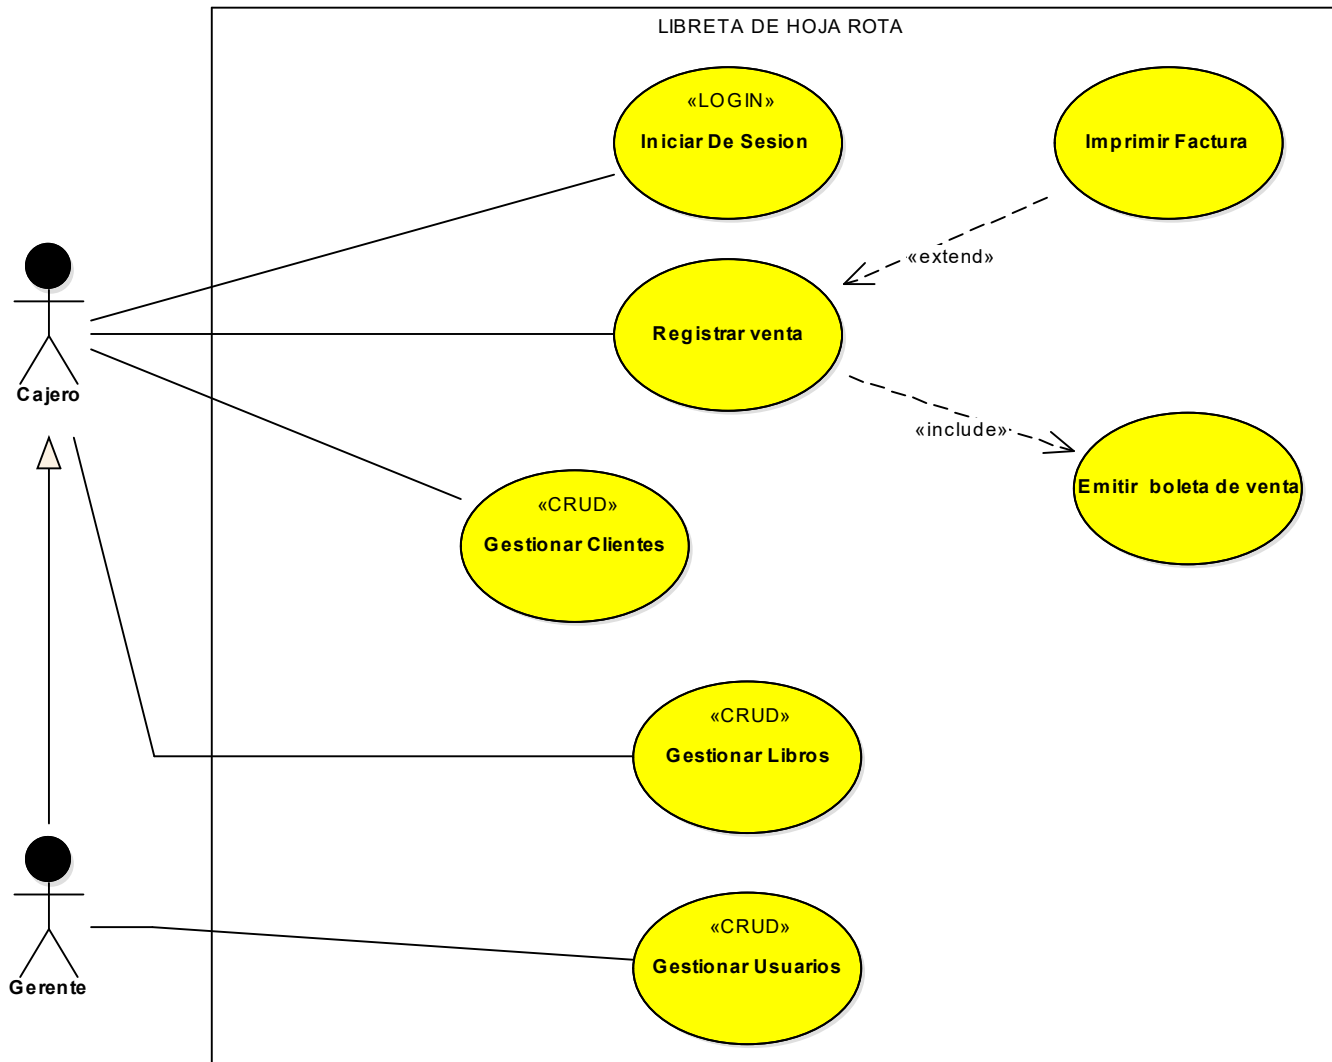 LIBRETA DE HOJA ROTA
«LOGIN»
Iniciar De Sesion
Imprimir Factura
«extend»
Registrar venta
Cajero
«include»
Emitir boleta de venta
«CRUD»
Gestionar Clientes
«CRUD»
Gestionar Libros
«CRUD»
Gestionar Usuarios
Gerente